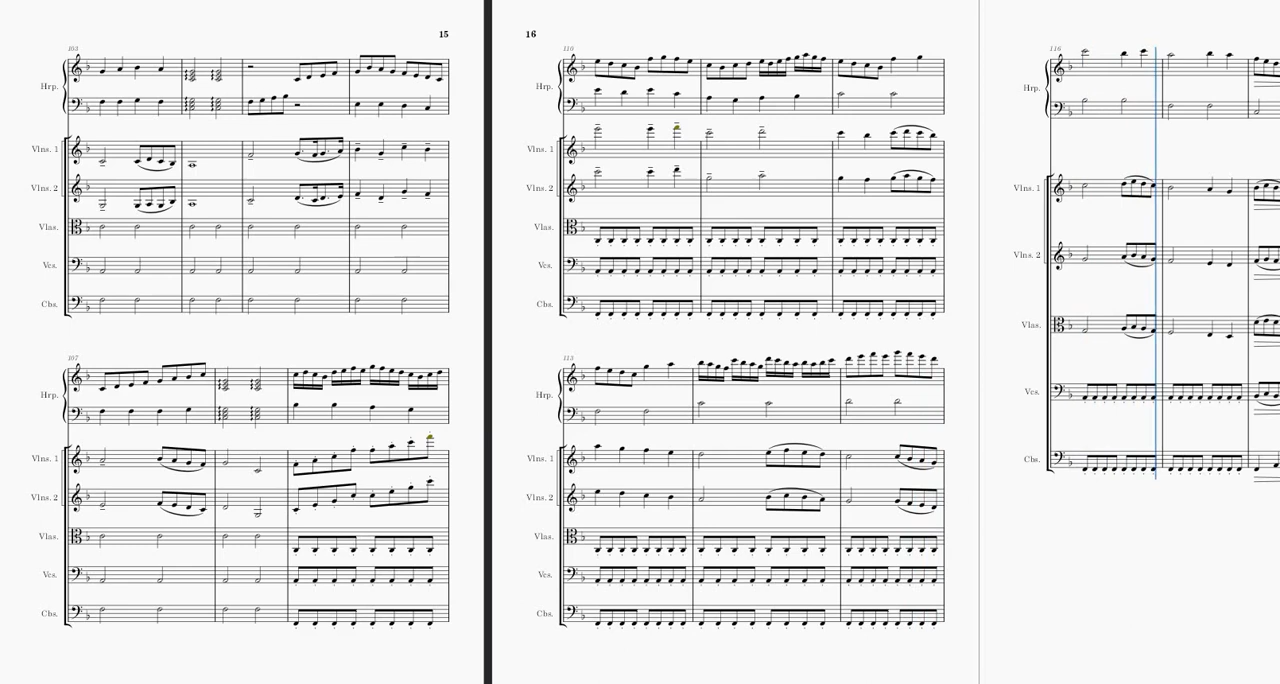 15
103
Hrp.
Vlns. 1
Vlns. 2
Vlas.
Vcs.
Cbs.
107
Hrp.
Vlns. 1
Vlns. 2
Vlas.
Vcs.
Cbs.
16
110
Hrp.
Vlns. 1
Vlns. 2
Vlas.
Vcs.
Cbs.
113
Hrp.
Vlns. 1
Vlns. 2
Vlas.
Vcs.
Cbs.
116
Hrp.
Vlns. 1
Vlns. 2
Vlas.
Vcs.
Cbs.